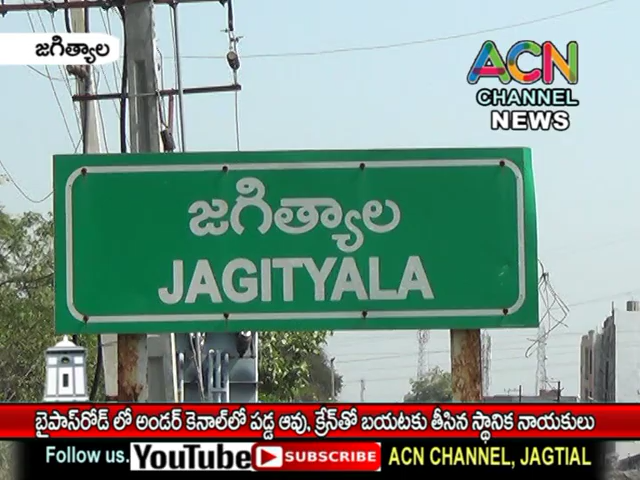 జగిత్యాల
ACN
CHANNEL
NEWS
జగిత్యాల
JAGITYALA
బైపాస్‌రోడ్ లో అండర్ కెనాల్‌లో పడ్డ ఆవు, క్రేన్‌తో బయటకు తీసిన స్థానిక నాయకులు
Follow us. YouTube SUBSCRIBE ACN CHANNEL, JAGTIAL